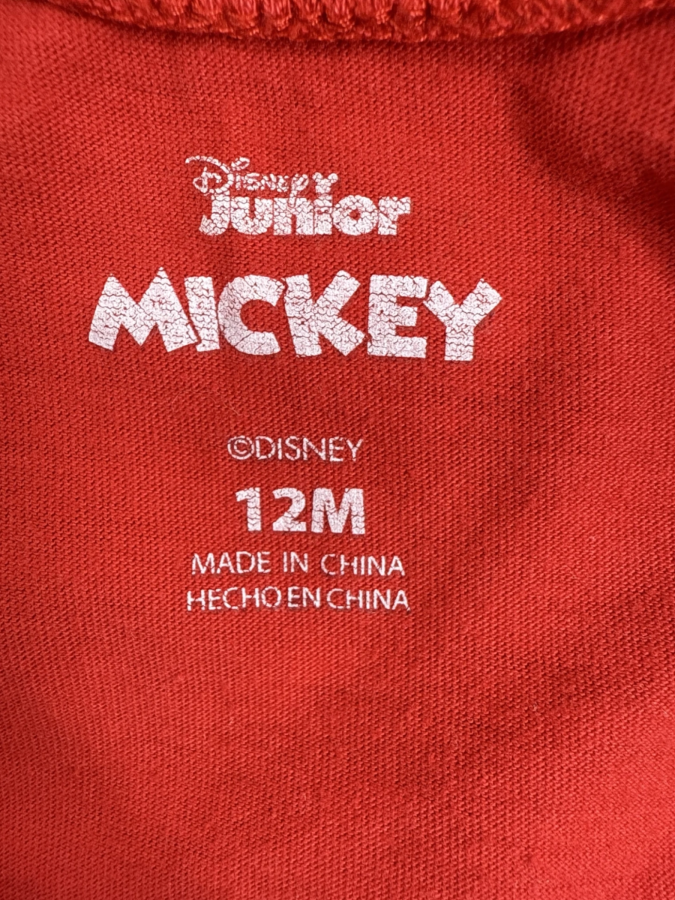 Disney
Junior
MICKEY
©DISNEY
12M
MADE IN CHINA
HECHO EN CHINA